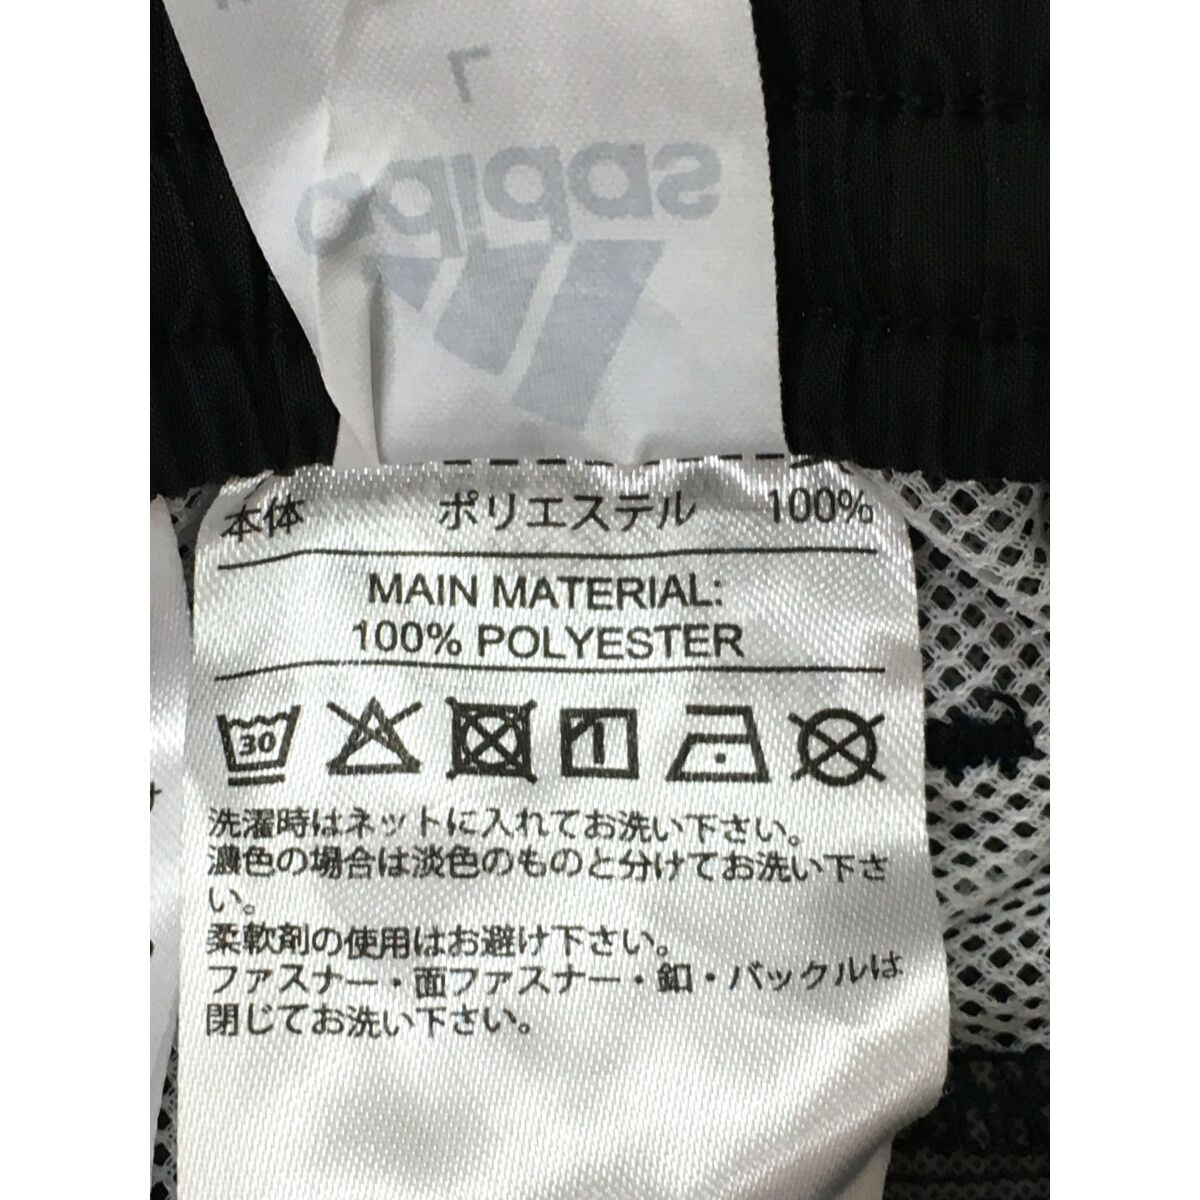 L
adidas
本体 ポリエステル 100%
MAIN MATERIAL:
100% POLYESTER
30
洗濯時はネットに入れてお洗い下さい。
濃色の場合は淡色のものと分けてお洗い下さ
い。
柔軟剤の使用はお避け下さい。
ファスナー・面ファスナー・釦・バックルは
閉じてお洗い下さい。